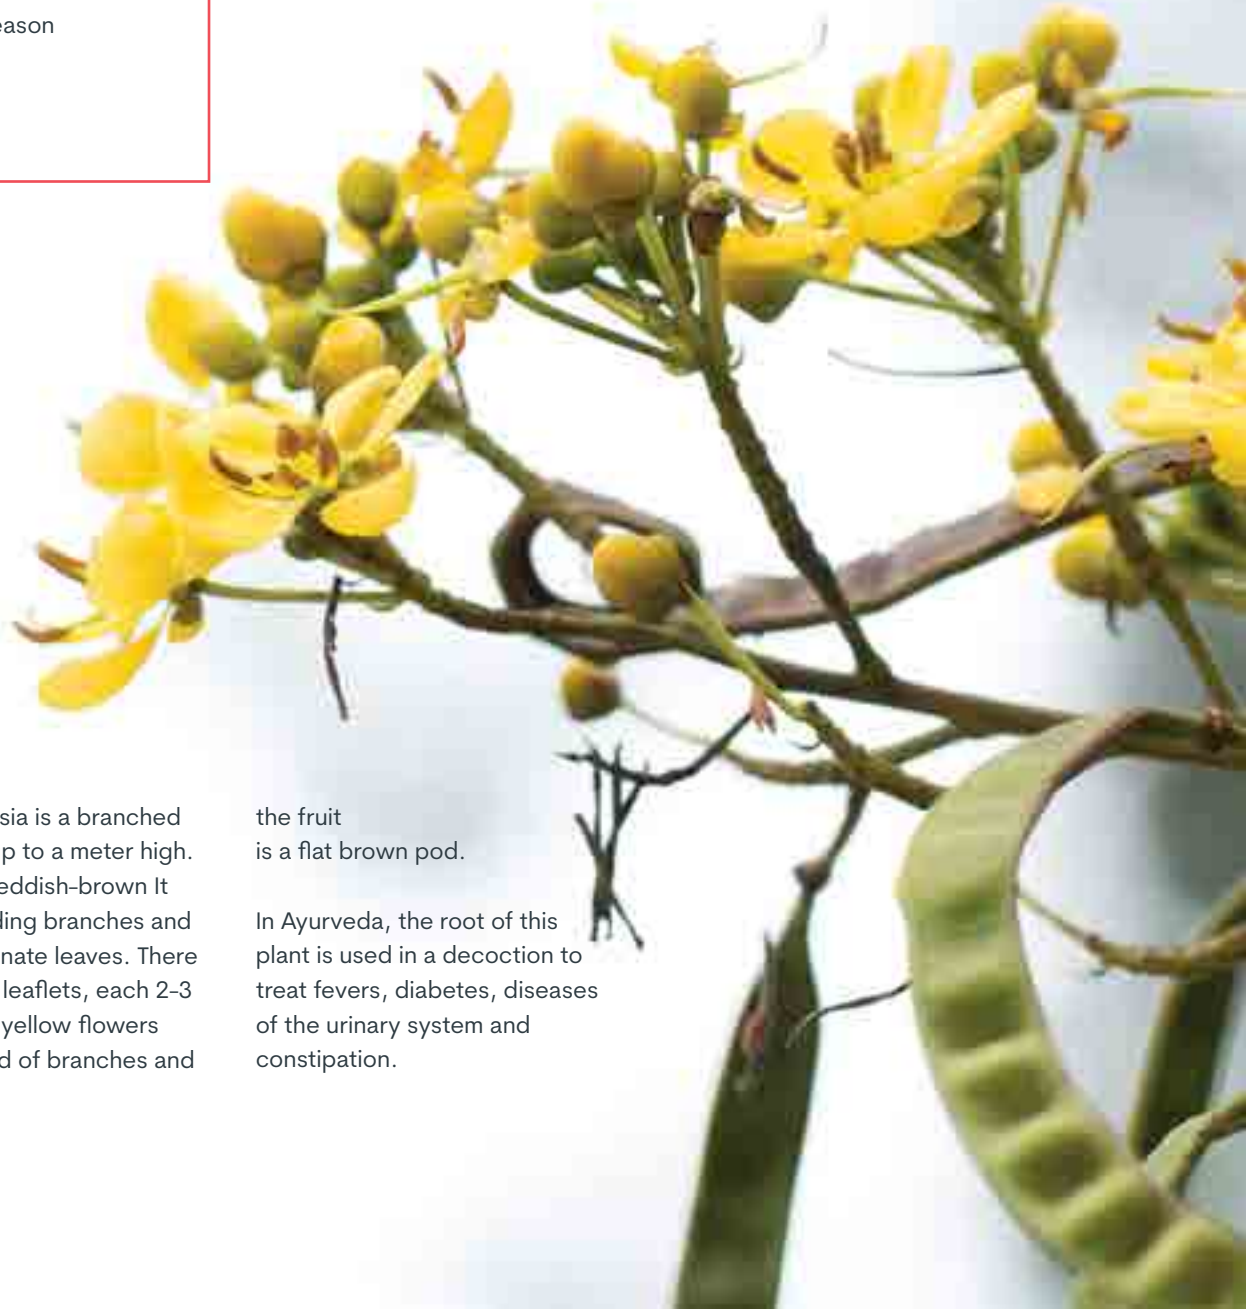 eason
sia is a branched
p to a meter high.
eddish-brown It
ding branches and
nate leaves. There
leaflets, each 2-3
yellow flowers
d of branches and
the fruit
is a flat brown pod.
In Ayurveda, the root of this
plant is used in a decoction to
treat fevers, diabetes, diseases
of the urinary system and
constipation.